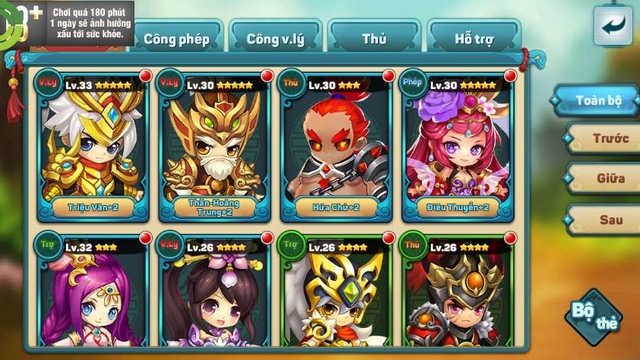 Chơi quá 180 phút
1 ngày sẽ ảnh hưởng
xấu tới sức khỏe.
Công phép
Công v.lý
Thủ
Hỗ trợ
V.Lý Lv.33
V.Lý Lv.30
Thủ Lv.30
Phép Lv.30
Triệu Vân+2
Thần-Hoàng
Trung+2
Hứa Chử+2
Điêu Thuyền+2
Trợ Lv.32
V.Lý Lv.26
Trợ Lv.26
Thủ Lv.26
Toàn bộ
Trước
Giữa
Sau
Bộ
thẻ